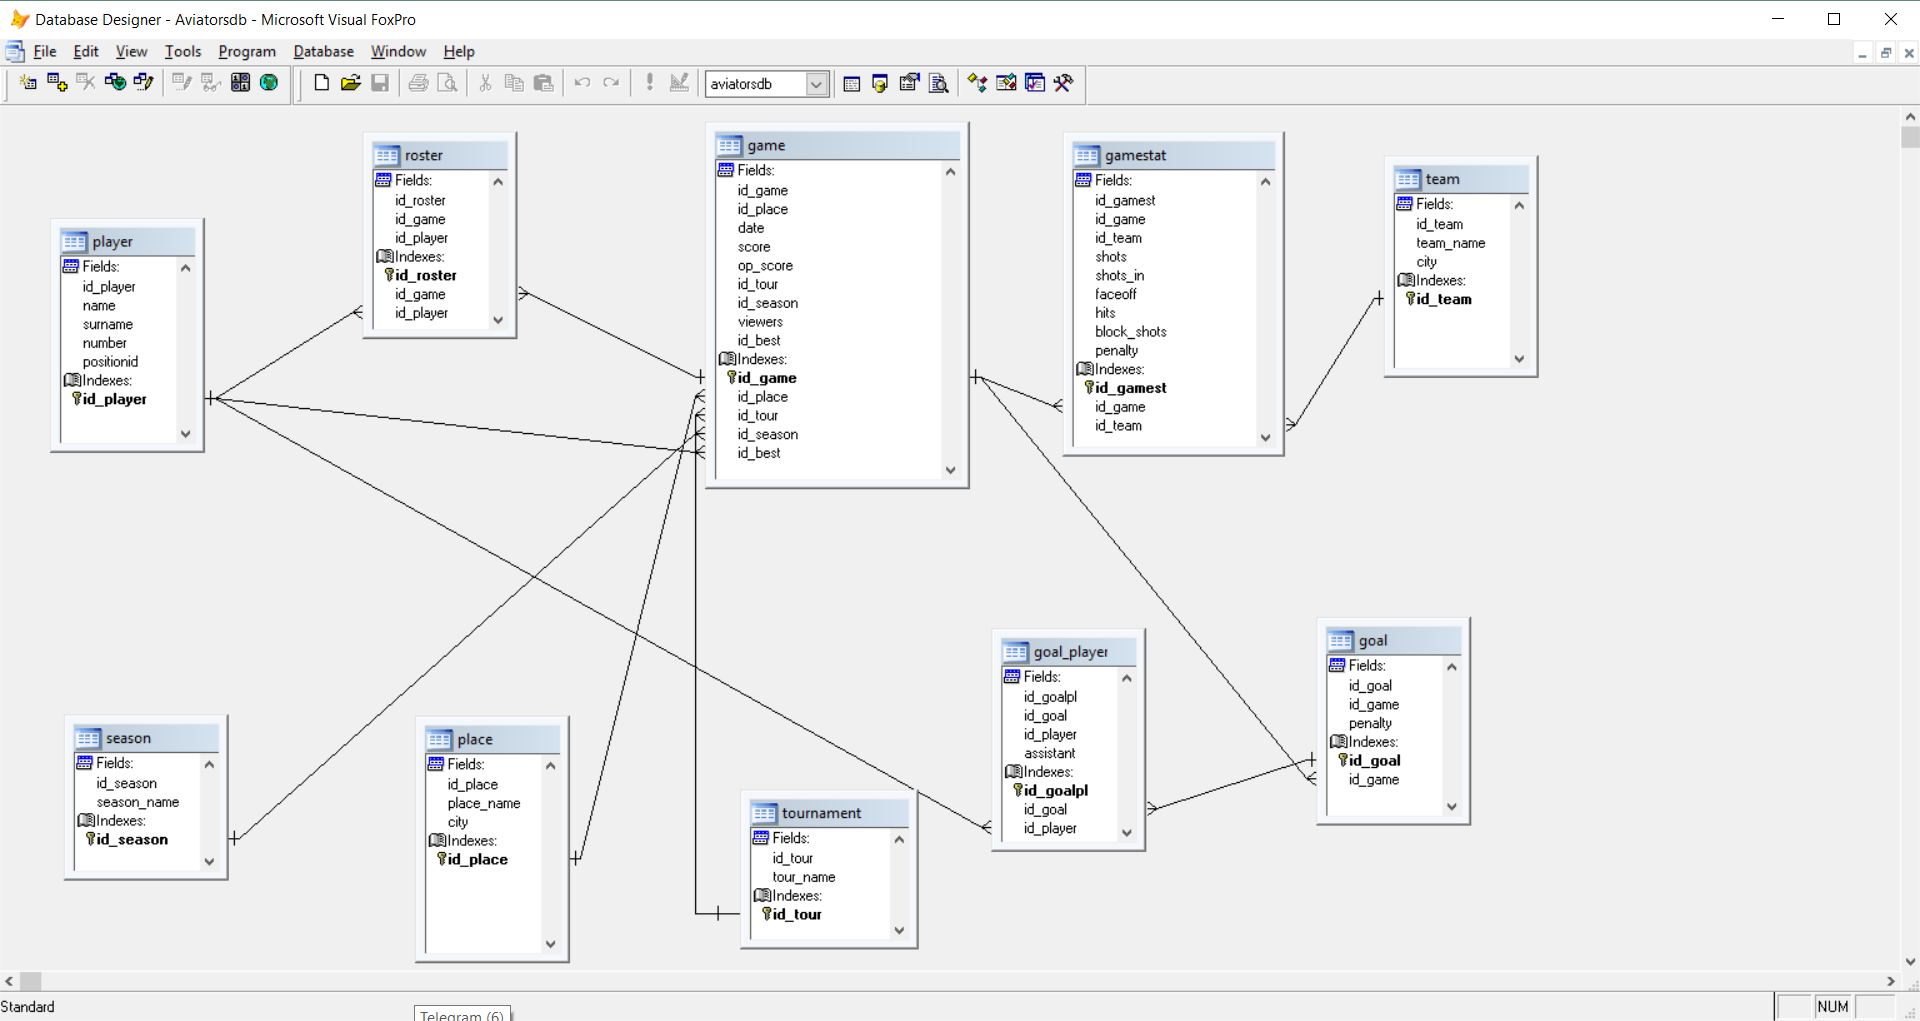 Database Designer - Aviatorsdb - Microsoft Visual FoxPro
File Edit View Tools Program Database Window Help
aviatorsdb
roster
Fields:
id_roster
id_game
id_player
Indexes:
id_roster
id_game
id_player
game
Fields:
id_game
id_place
date
score
op_score
id_tour
id_season
viewers
id_best
Indexes:
id_game
id_place
id_tour
id_season
id_best
gamestat
Fields:
id_gamest
id_game
id_team
shots
shots_in
faceoff
hits
block_shots
penalty
Indexes:
id_gamest
id_game
id_team
team
Fields:
id_team
team_name
city
Indexes:
id_team
player
Fields:
id_player
name
surname
number
positionid
Indexes:
id_player
season
Fields:
id_season
season_name
Indexes:
id_season
place
Fields:
id_place
place_name
city
Indexes:
id_place
tournament
Fields:
id_tour
tour_name
Indexes:
id_tour
goal_player
Fields:
id_goalpl
id_goal
id_player
assistant
Indexes:
id_goalpl
id_goal
id_player
goal
Fields:
id_goal
id_game
penalty
Indexes:
id_goal
id_game
Standard
Telegram (6)
NUM